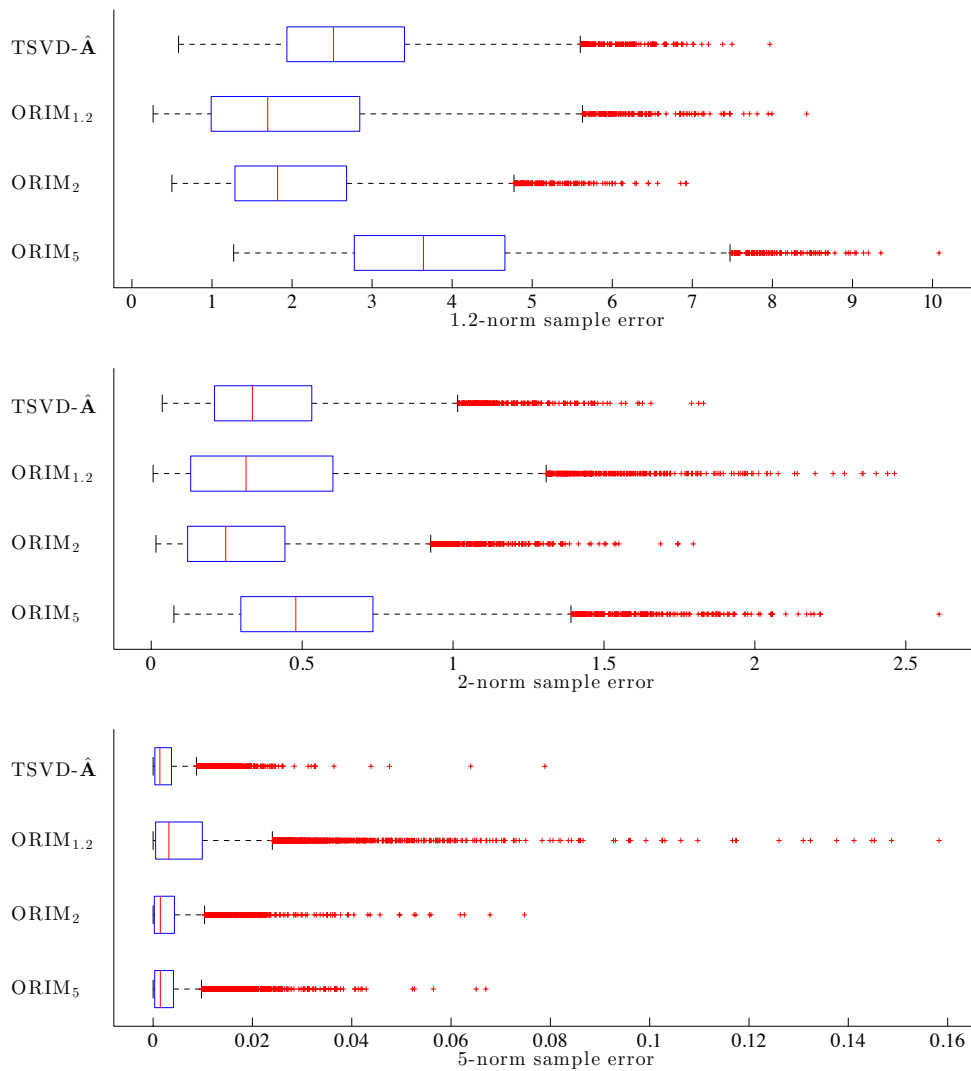 TSVD-Â
ORIM₁.₂
ORIM₂
ORIM₅
0 1 2 3 4 5 6 7 8 9 10
1.2-norm sample error
TSVD-Â
ORIM₁.₂
ORIM₂
ORIM₅
0 0.5 1 1.5 2 2.5
2-norm sample error
TSVD-Â
ORIM₁.₂
ORIM₂
ORIM₅
0 0.02 0.04 0.06 0.08 0.1 0.12 0.14 0.16
5-norm sample error